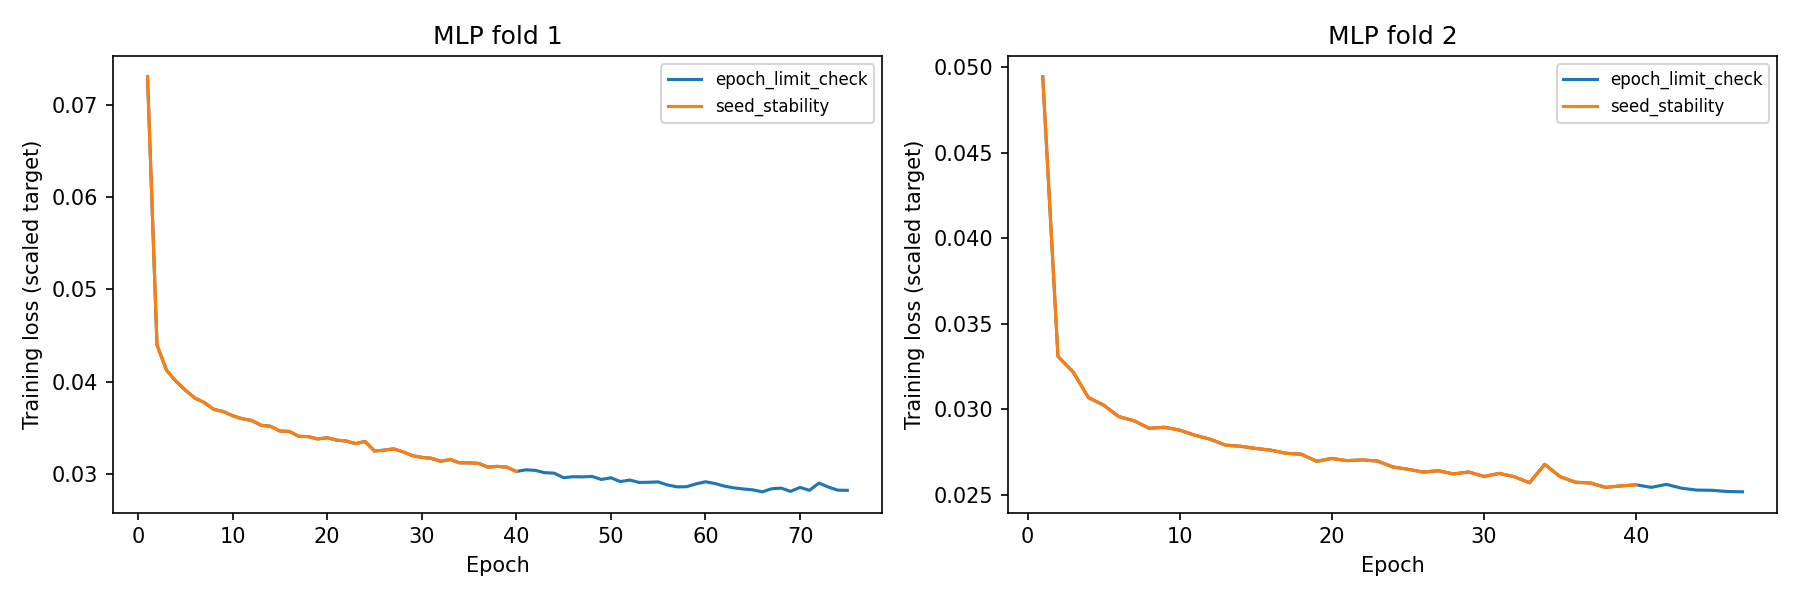 MLP fold 1
Training loss (scaled target)
0.07
0.06
0.05
0.04
0.03
0 10 20 30 40 50 60 70
Epoch
epoch_limit_check
seed_stability
MLP fold 2
Training loss (scaled target)
0.050
0.045
0.040
0.035
0.030
0.025
0 10 20 30 40
Epoch
epoch_limit_check
seed_stability